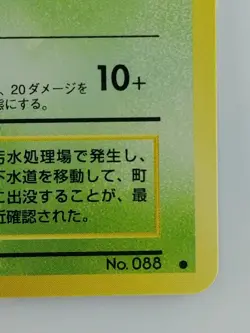 、20ダメージを 10+
態にする。
汚水処理場で発生し、
下水道を移動して、町
に出没することが、最
近確認された。
No. 088 ●